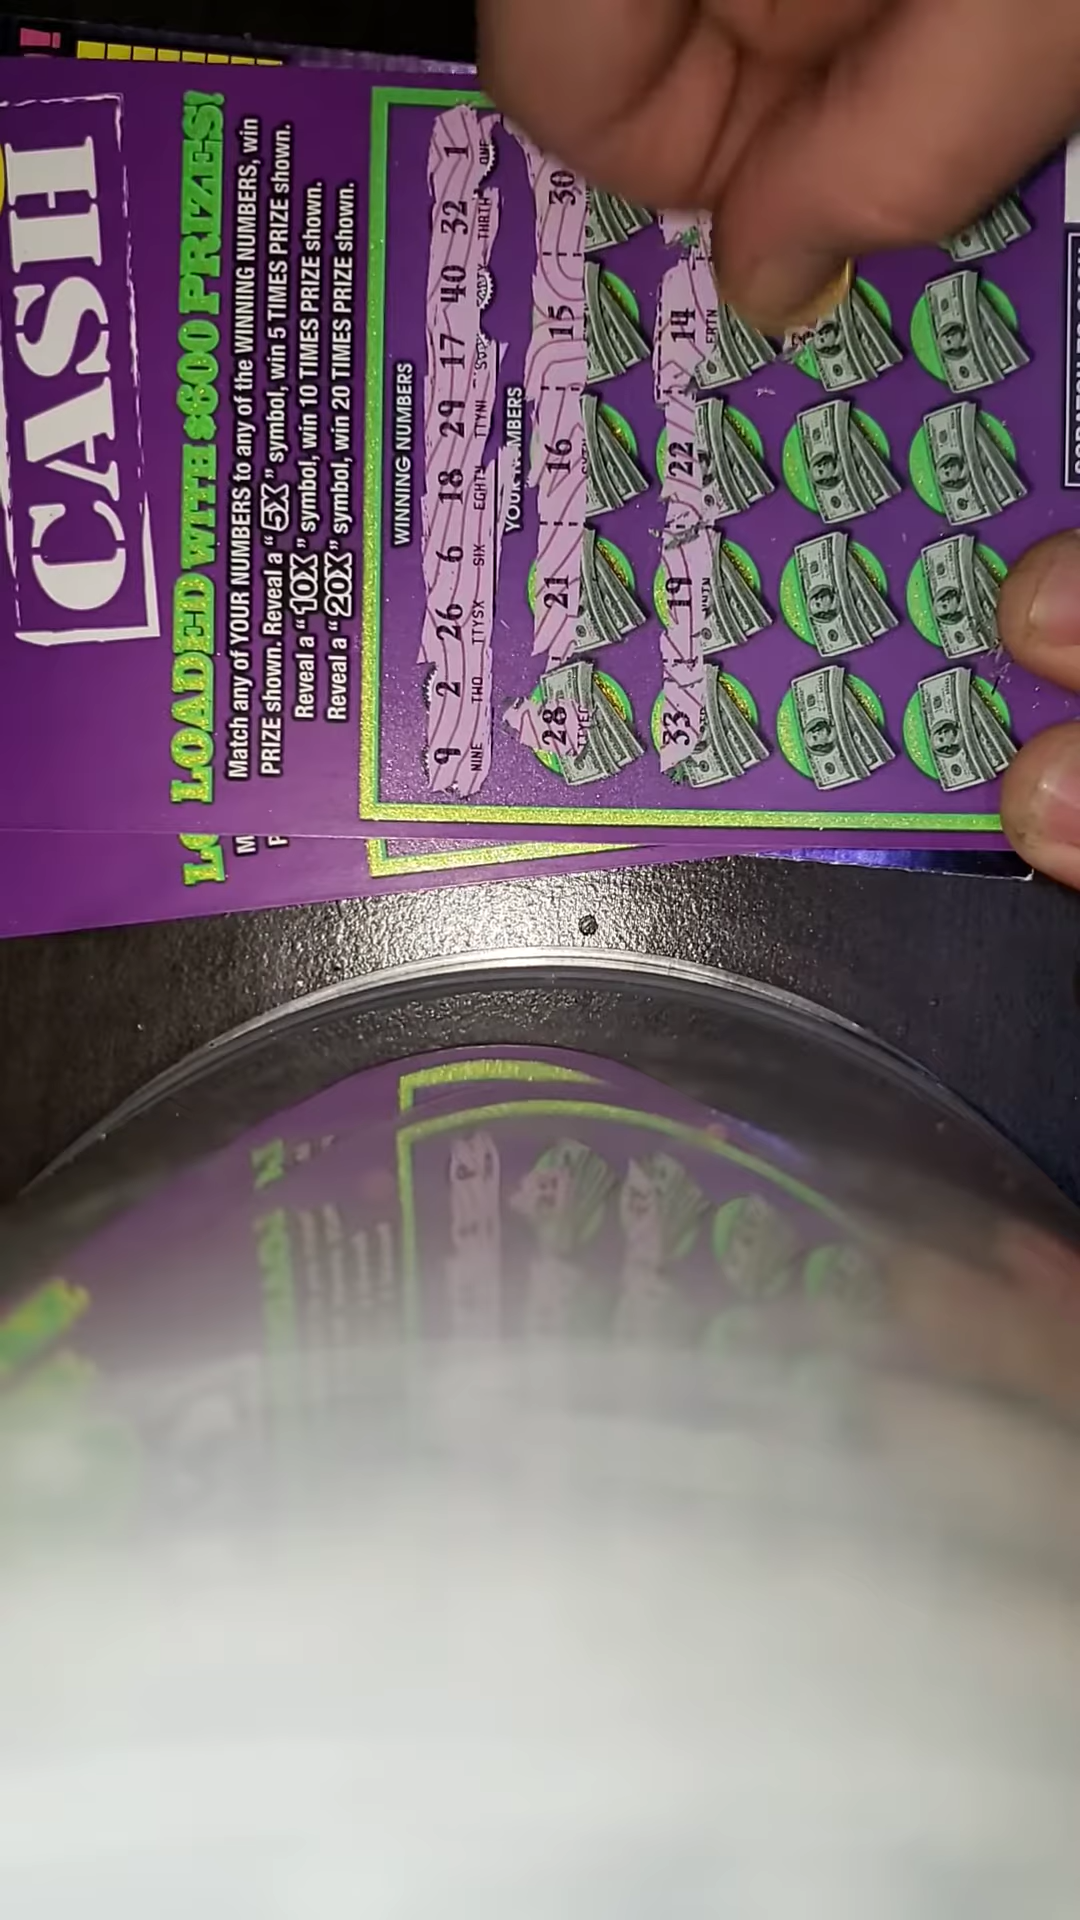 CASH
LOADED WITH $600 PRIZES!
Match any of YOUR NUMBERS to any of the WINNING NUMBERS, win
PRIZE shown. Reveal a "5X" symbol, win 5 TIMES PRIZE shown.
Reveal a "10X" symbol, win 10 TIMES PRIZE shown.
Reveal a "20X" symbol, win 20 TIMES PRIZE shown.
WINNING NUMBERS
9 2 26 6 18 29 17 40 32 1
NINE TWO TTYSX SIX EGHTN TTYNI ONE
YOUR NUMBERS
28 21 16 15 30
33 19 22 14
FRTN